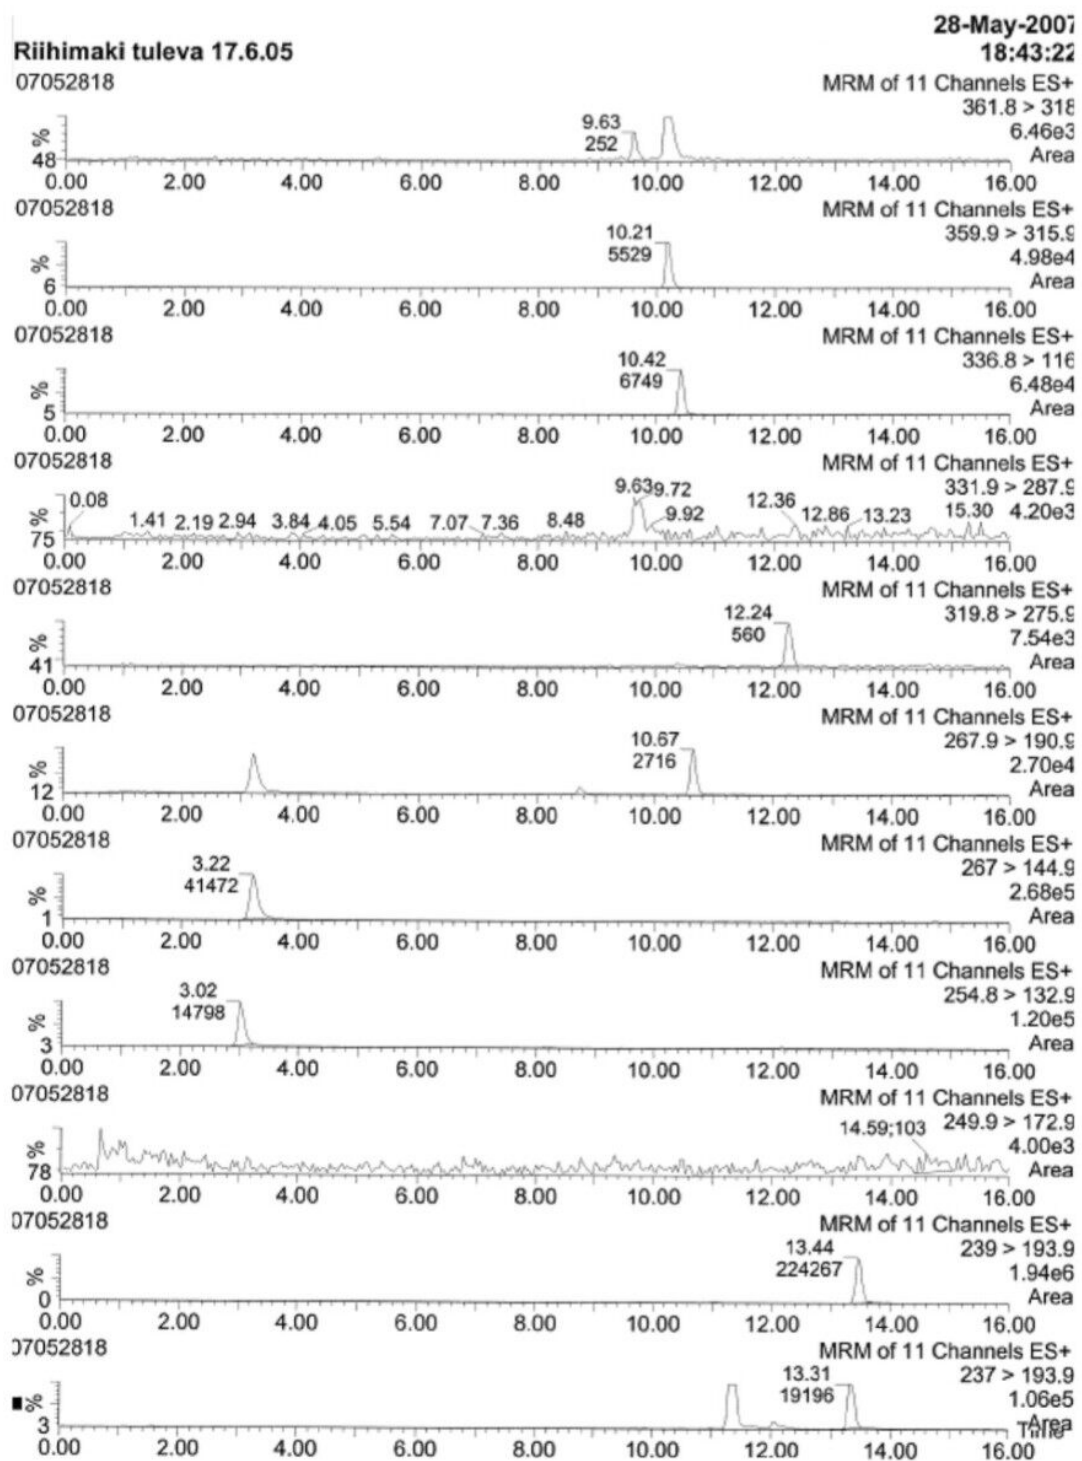 28-May-2007
Riihimaki tuleva 17.6.05
18:43:22
07052818
MRM of 11 Channels ES+
361.8 > 318
6.46e3
Area
9.63
252
%
48
0.00 2.00 4.00 6.00 8.00 10.00 12.00 14.00 16.00
07052818
MRM of 11 Channels ES+
359.9 > 315.9
4.98e4
Area
10.21
5529
%
6
0.00 2.00 4.00 6.00 8.00 10.00 12.00 14.00 16.00
07052818
MRM of 11 Channels ES+
336.8 > 116
6.48e4
Area
10.42
6749
%
5
0.00 2.00 4.00 6.00 8.00 10.00 12.00 14.00 16.00
07052818
MRM of 11 Channels ES+
331.9 > 287.9
4.20e3
0.08 1.41 2.19 2.94 3.84 4.05 5.54 7.07 7.36 8.48 9.63 9.72 9.92 12.36 12.86 13.23 15.30
%
75
0.00 2.00 4.00 6.00 8.00 10.00 12.00 14.00 16.00
07052818
MRM of 11 Channels ES+
319.8 > 275.9
7.54e3
Area
12.24
560
%
41
0.00 2.00 4.00 6.00 8.00 10.00 12.00 14.00 16.00
07052818
MRM of 11 Channels ES+
267.9 > 190.9
2.70e4
Area
10.67
2716
%
12
0.00 2.00 4.00 6.00 8.00 10.00 12.00 14.00 16.00
07052818
MRM of 11 Channels ES+
267 > 144.9
2.68e5
Area
3.22
41472
%
1
0.00 2.00 4.00 6.00 8.00 10.00 12.00 14.00 16.00
07052818
MRM of 11 Channels ES+
254.8 > 132.9
1.20e5
Area
3.02
14798
%
3
0.00 2.00 4.00 6.00 8.00 10.00 12.00 14.00 16.00
07052818
MRM of 11 Channels ES+
249.9 > 172.9
4.00e3
Area
14.59;103
%
78
0.00 2.00 4.00 6.00 8.00 10.00 12.00 14.00 16.00
07052818
MRM of 11 Channels ES+
239 > 193.9
1.94e6
Area
13.44
224267
%
0
0.00 2.00 4.00 6.00 8.00 10.00 12.00 14.00 16.00
07052818
MRM of 11 Channels ES+
237 > 193.9
1.06e5
Area
13.31
19196
%
3
Time
0.00 2.00 4.00 6.00 8.00 10.00 12.00 14.00 16.00